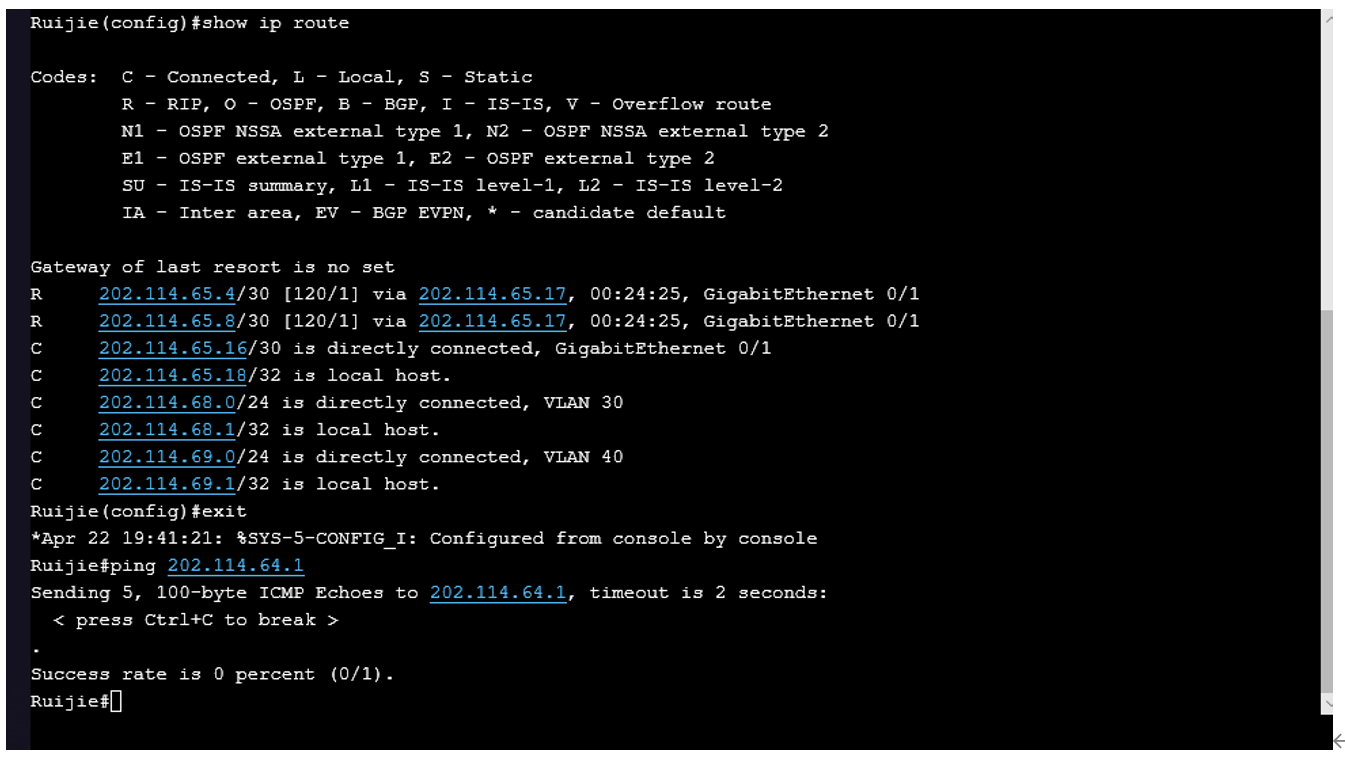 Ruijie(config)#show ip route
Codes:  C - Connected, L - Local, S - Static
        R - RIP, O - OSPF, B - BGP, I - IS-IS, V - Overflow route
        N1 - OSPF NSSA external type 1, N2 - OSPF NSSA external type 2
        E1 - OSPF external type 1, E2 - OSPF external type 2
        SU - IS-IS summary, L1 - IS-IS level-1, L2 - IS-IS level-2
        IA - Inter area, EV - BGP EVPN, * - candidate default
Gateway of last resort is no set
R     202.114.65.4/30 [120/1] via 202.114.65.17, 00:24:25, GigabitEthernet 0/1
R     202.114.65.8/30 [120/1] via 202.114.65.17, 00:24:25, GigabitEthernet 0/1
C     202.114.65.16/30 is directly connected, GigabitEthernet 0/1
C     202.114.65.18/32 is local host.
C     202.114.68.0/24 is directly connected, VLAN 30
C     202.114.68.1/32 is local host.
C     202.114.69.0/24 is directly connected, VLAN 40
C     202.114.69.1/32 is local host.
Ruijie(config)#exit
*Apr 22 19:41:21: %SYS-5-CONFIG_I: Configured from console by console
Ruijie#ping 202.114.64.1
Sending 5, 100-byte ICMP Echoes to 202.114.64.1, timeout is 2 seconds:
  < press Ctrl+C to break >
.
Success rate is 0 percent (0/1).
Ruijie#